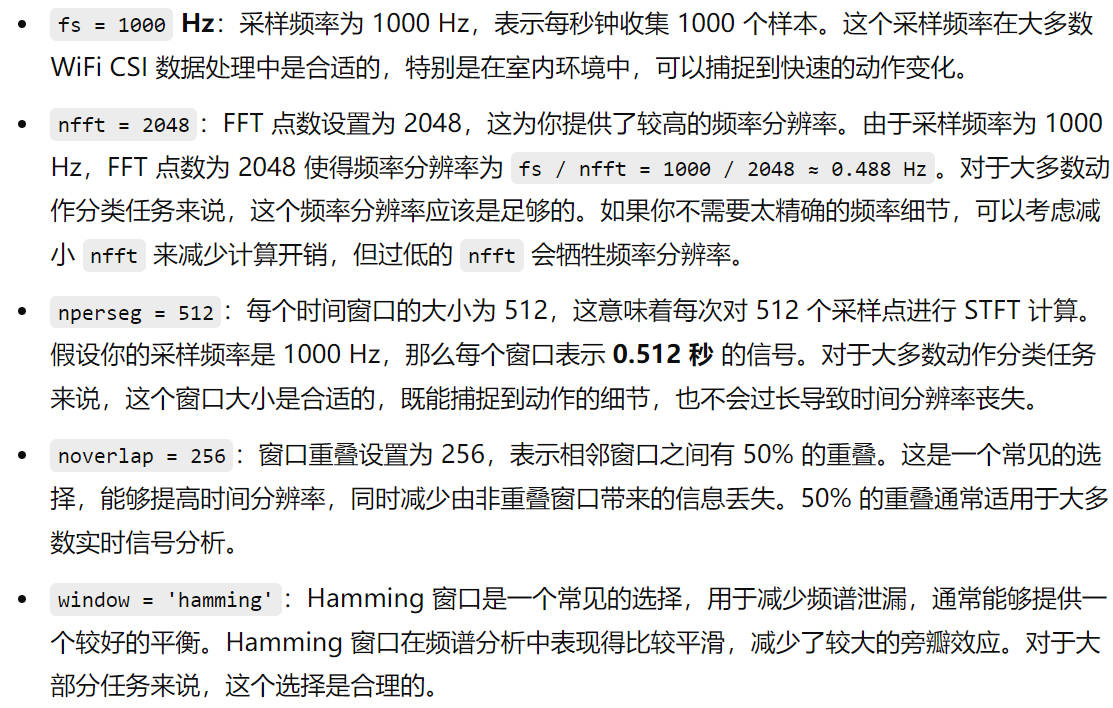 fs = 1000 Hz：采样频率为 1000 Hz，表示每秒钟收集 1000 个样本。这个采样频率在大多数
WiFi CSI 数据处理中是合适的，特别是在室内环境中，可以捕捉到快速的动作变化。
nfft = 2048：FFT 点数设置为 2048，这为你提供了较高的频率分辨率。由于采样频率为 1000
Hz，FFT 点数为 2048 使得频率分辨率为 fs / nfft = 1000 / 2048 ≈ 0.488 Hz。对于大多数动
作分类任务来说，这个频率分辨率应该是足够的。如果你不需要太精确的频率细节，可以考虑减
小 nfft 来减少计算开销，但过低的 nfft 会牺牲频率分辨率。
nperseg = 512：每个时间窗口的大小为 512，这意味着每次对 512 个采样点进行 STFT 计算。
假设你的采样频率是 1000 Hz，那么每个窗口表示 0.512 秒 的信号。对于大多数动作分类任务
来说，这个窗口大小是合适的，既能捕捉到动作的细节，也不会过长导致时间分辨率丧失。
noverlap = 256：窗口重叠设置为 256，表示相邻窗口之间有 50% 的重叠。这是一个常见的选
择，能够提高时间分辨率，同时减少由非重叠窗口带来的信息丢失。50% 的重叠通常适用于大多
数实时信号分析。
window = 'hamming'：Hamming 窗口是一个常见的选择，用于减少频谱泄漏，通常能够提供一
个较好的平衡。Hamming 窗口在频谱分析中表现得比较平滑，减少了较大的旁瓣效应。对于大
部分任务来说，这个选择是合理的。